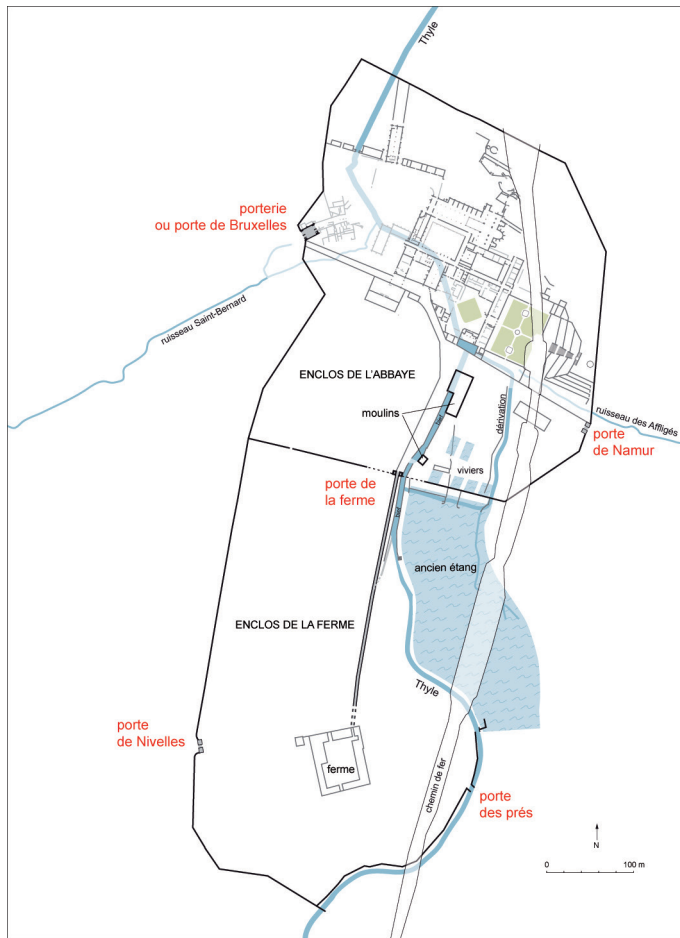 Thyle
porterie
ou porte de Bruxelles
ruisseau Saint-Bernard
ENCLOS DE L'ABBAYE
moulins
bief
dérivation
ruisseau des Affligés
porte
de Namur
viviers
porte de
la ferme
bief
ancien étang
ENCLOS DE LA FERME
Thyle
porte
de Nivelles
ferme
chemin de fer
porte
des prés
N
0 100 m